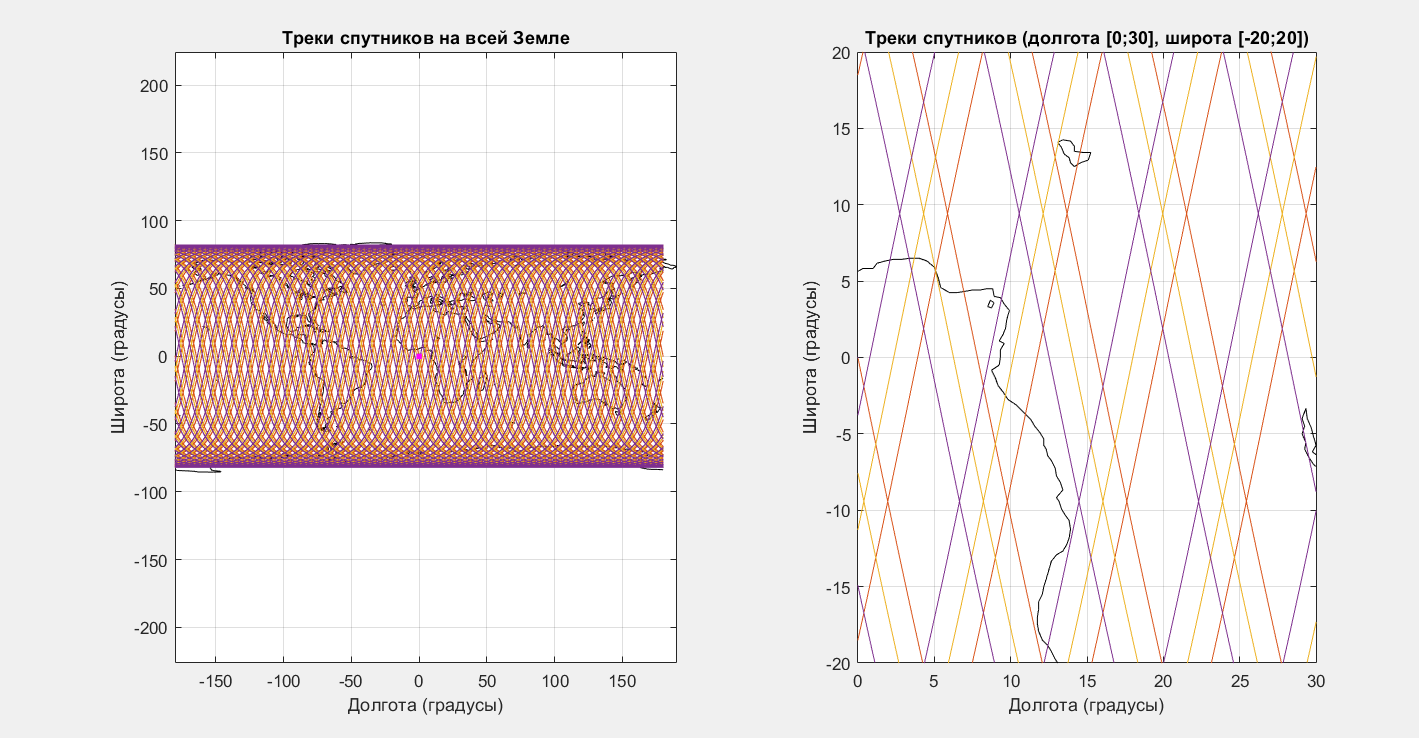 Треки спутников на всей Земле
200
150
100
50
0
-50
-100
-150
-200
Широта (градусы)
-150 -100 -50 0 50 100 150
Долгота (градусы)
Треки спутников (долгота [0;30], широта [-20;20])
20
15
10
5
0
-5
-10
-15
-20
Широта (градусы)
0 5 10 15 20 25 30
Долгота (градусы)